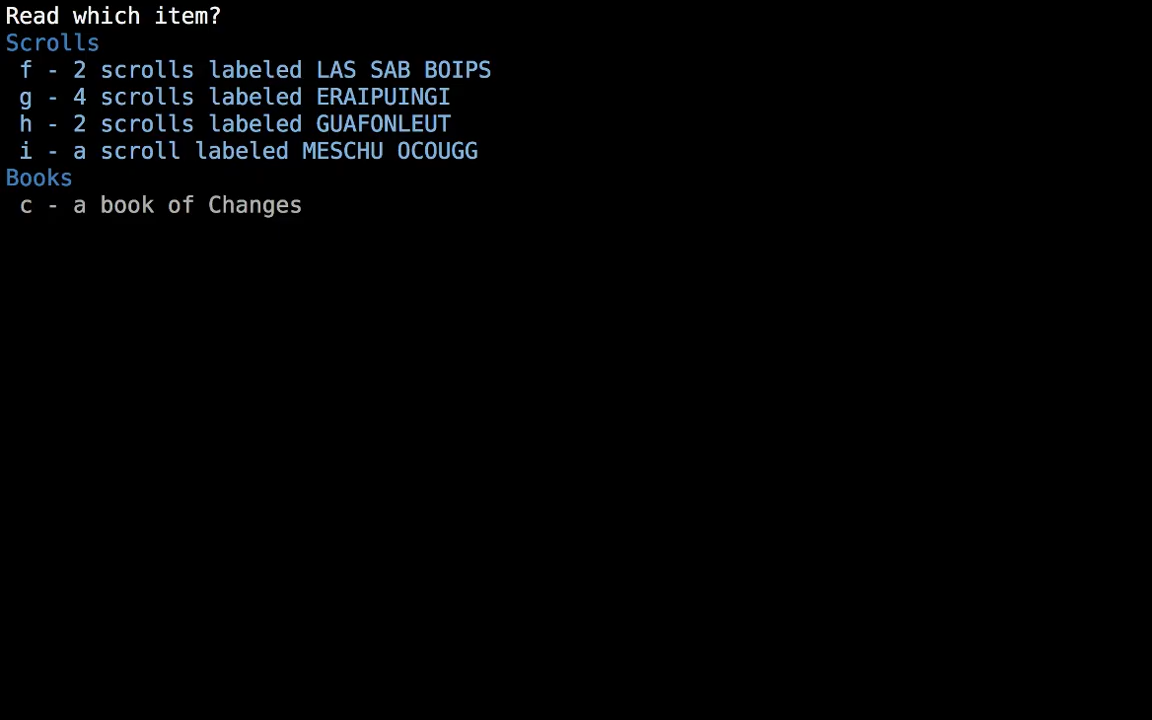 Read which item?
Scrolls
f - 2 scrolls labeled LAS SAB BOIPS
g - 4 scrolls labeled ERAIPUINGI
h - 2 scrolls labeled GUAFONLEUT
i - a scroll labeled MESCHU OCOUGG
Books
c - a book of Changes